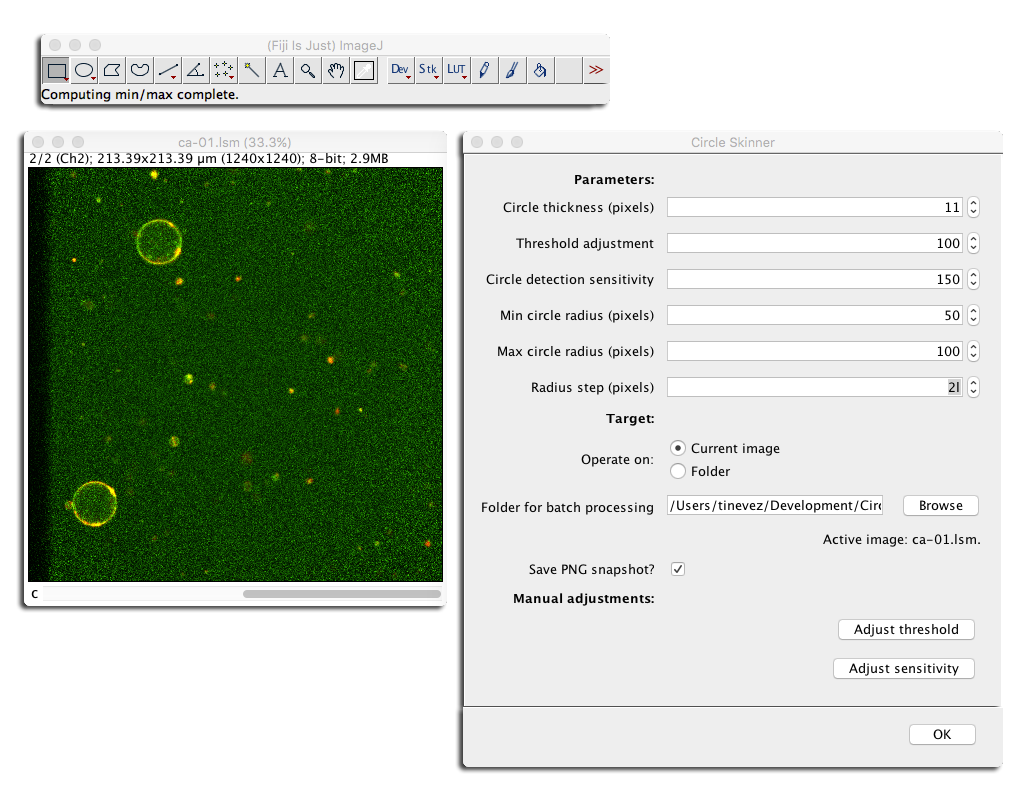 (Fiji Is Just) ImageJ
A Dev Stk LUT >>
Computing min/max complete.
ca-01.lsm (33.3%)
2/2 (Ch2); 213.39x213.39 µm (1240x1240); 8-bit; 2.9MB
c
Circle Skinner
Parameters:
Circle thickness (pixels) 11
Threshold adjustment 100
Circle detection sensitivity 150
Min circle radius (pixels) 50
Max circle radius (pixels) 100
Radius step (pixels) 2
Target:
Operate on: Current image
Folder
Folder for batch processing /Users/tinevez/Development/Cir Browse
Active image: ca-01.lsm.
Save PNG snapshot?
Manual adjustments:
Adjust threshold
Adjust sensitivity
OK